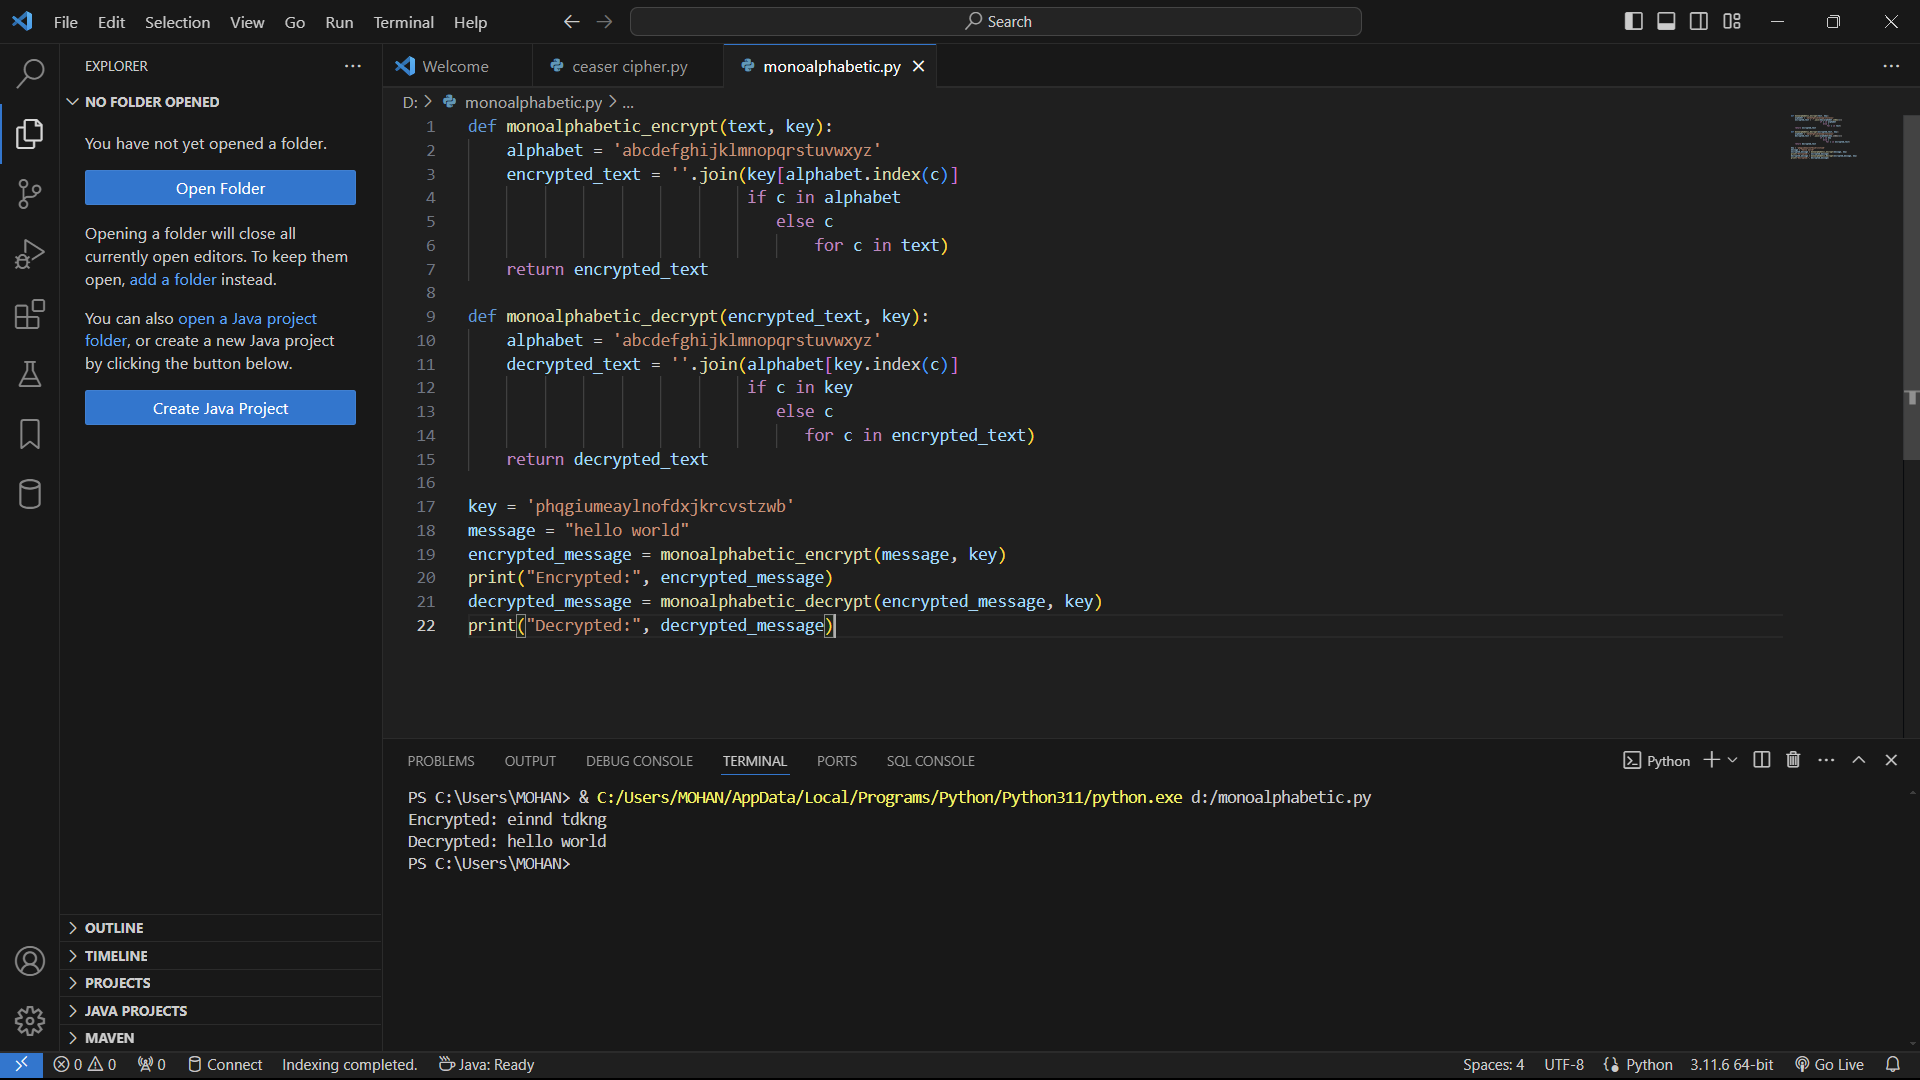 File Edit Selection View Go Run Terminal Help
Search
EXPLORER
NO FOLDER OPENED
You have not yet opened a folder.
Open Folder
Opening a folder will close all
currently open editors. To keep them
open, add a folder instead.
You can also open a Java project
folder, or create a new Java project
by clicking the button below.
Create Java Project
OUTLINE
TIMELINE
PROJECTS
JAVA PROJECTS
MAVEN
Welcome ceaser cipher.py monoalphabetic.py
D: > monoalphabetic.py > ...
1 def monoalphabetic_encrypt(text, key):
2 alphabet = 'abcdefghijklmnopqrstuvwxyz'
3 encrypted_text = ''.join(key[alphabet.index(c)]
4 if c in alphabet
5 else c
6 for c in text)
7 return encrypted_text
8
9 def monoalphabetic_decrypt(encrypted_text, key):
10 alphabet = 'abcdefghijklmnopqrstuvwxyz'
11 decrypted_text = ''.join(alphabet[key.index(c)]
12 if c in key
13 else c
14 for c in encrypted_text)
15 return decrypted_text
16
17 key = 'phqgiumeaylnofdxjkrcvstzwb'
18 message = "hello world"
19 encrypted_message = monoalphabetic_encrypt(message, key)
20 print("Encrypted:", encrypted_message)
21 decrypted_message = monoalphabetic_decrypt(encrypted_message, key)
22 print("Decrypted:", decrypted_message)
PROBLEMS OUTPUT DEBUG CONSOLE TERMINAL PORTS SQL CONSOLE
Python
PS C:\Users\MOHAN> & C:/Users/MOHAN/AppData/Local/Programs/Python/Python311/python.exe d:/monoalphabetic.py
Encrypted: einnd tdkng
Decrypted: hello world
PS C:\Users\MOHAN>
0 0 0 Connect Indexing completed. Java: Ready Spaces: 4 UTF-8 Python 3.11.6 64-bit Go Live